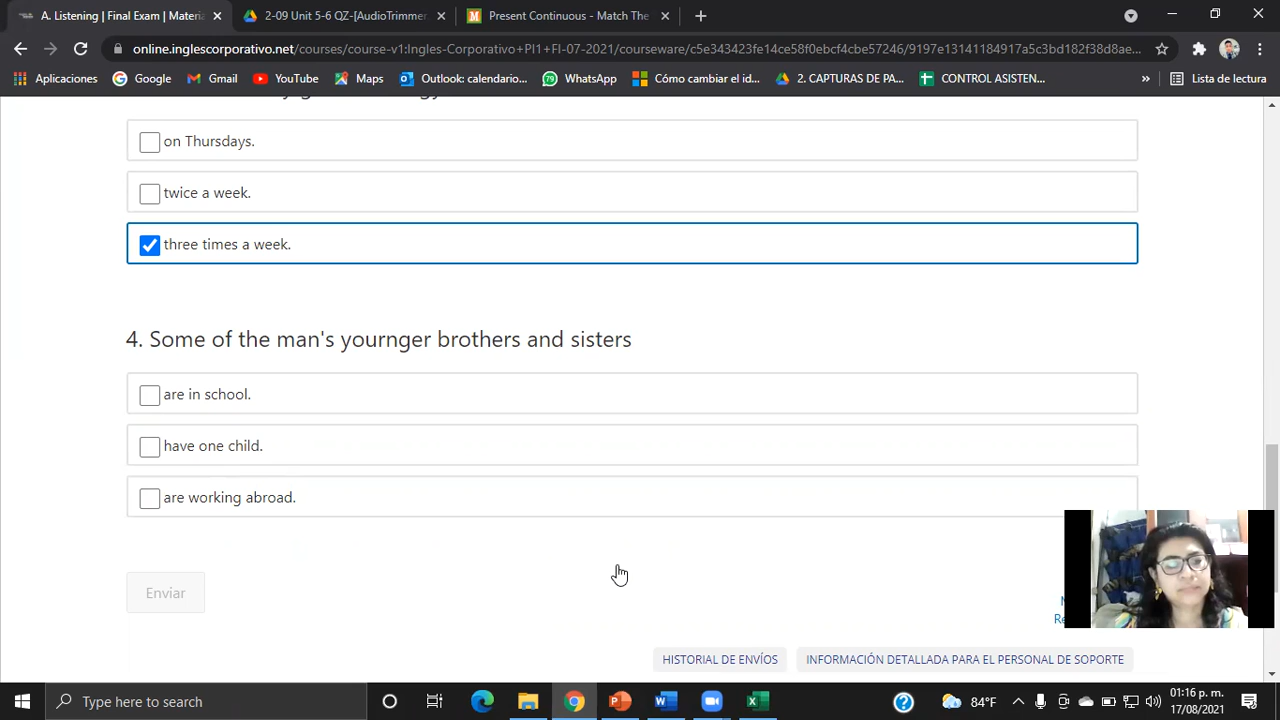 A. Listening | Final Exam | Materi
2-09 Unit 5-6 QZ-[AudioTrimmer
Present Continuous - Match The
online.inglescorporativo.net/courses/course-v1:Ingles-Corporativo+PI1+FI-07-2021/courseware/c5e343423fe14ce58f0ebcf4cbe57246/9197e13141184917a5c3bd182f38d8ae...
Aplicaciones Google Gmail YouTube Maps Outlook: calendario... WhatsApp Cómo cambiar el id... 2. CAPTURAS DE PA... CONTROL ASISTEN... » Lista de lectura
on Thursdays.
twice a week.
three times a week.
4. Some of the man's yournger brothers and sisters
are in school.
have one child.
are working abroad.
Enviar
HISTORIAL DE ENVÍOS INFORMACIÓN DETALLADA PARA EL PERSONAL DE SOPORTE
Type here to search
84°F
01:16 p. m.
17/08/2021